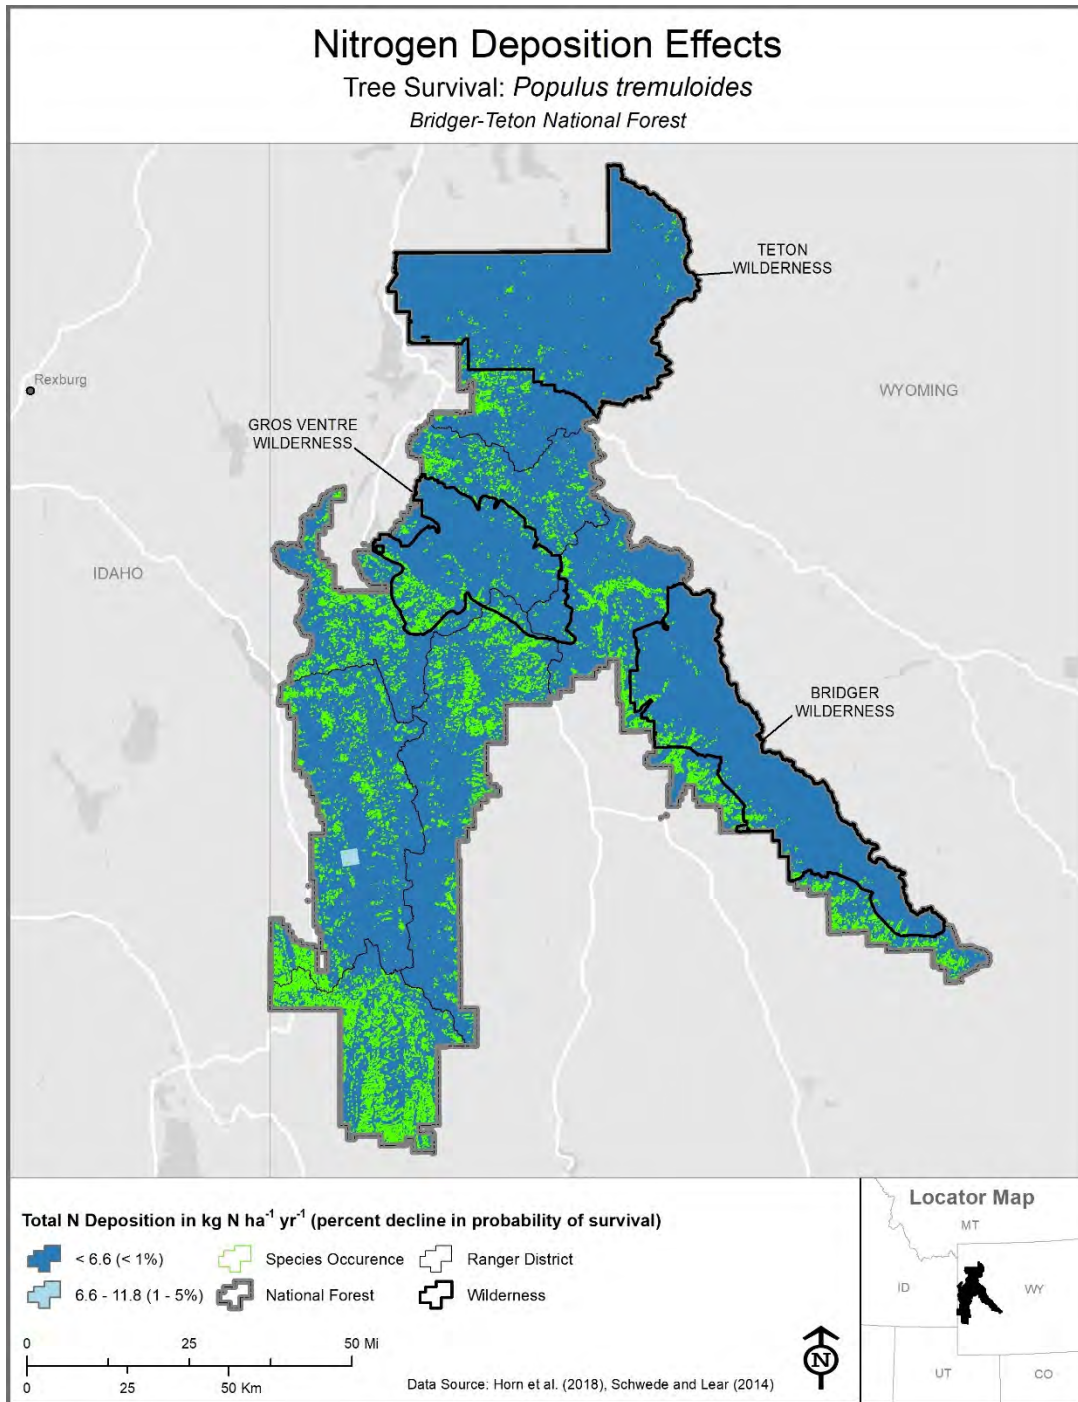 Nitrogen Deposition Effects
Tree Survival: Populus tremuloides
Bridger-Teton National Forest
TETON
WILDERNESS
Rexburg
WYOMING
GROS VENTRE
WILDERNESS
IDAHO
BRIDGER
WILDERNESS
Total N Deposition in kg N ha⁻¹ yr⁻¹ (percent decline in probability of survival)
< 6.6 (< 1%)
Species Occurence
Ranger District
6.6 - 11.8 (1 - 5%)
National Forest
Wilderness
0 25 50 Mi
0 25 50 Km
N
Data Source: Horn et al. (2018), Schwede and Lear (2014)
Locator Map
MT
ID
WY
UT
CO